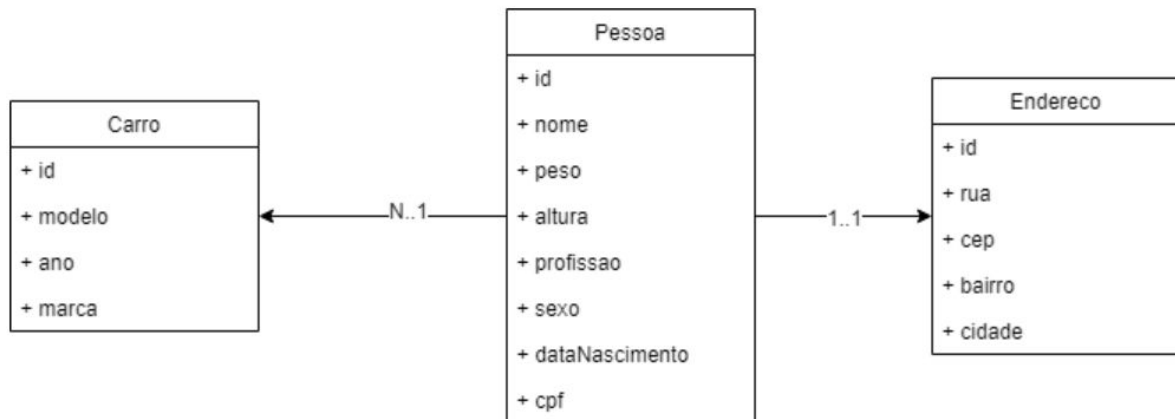 Carro
+ id
+ modelo
+ ano
+ marca
N..1
Pessoa
+ id
+ nome
+ peso
+ altura
+ profissao
+ sexo
+ dataNascimento
+ cpf
1..1
Endereco
+ id
+ rua
+ cep
+ bairro
+ cidade